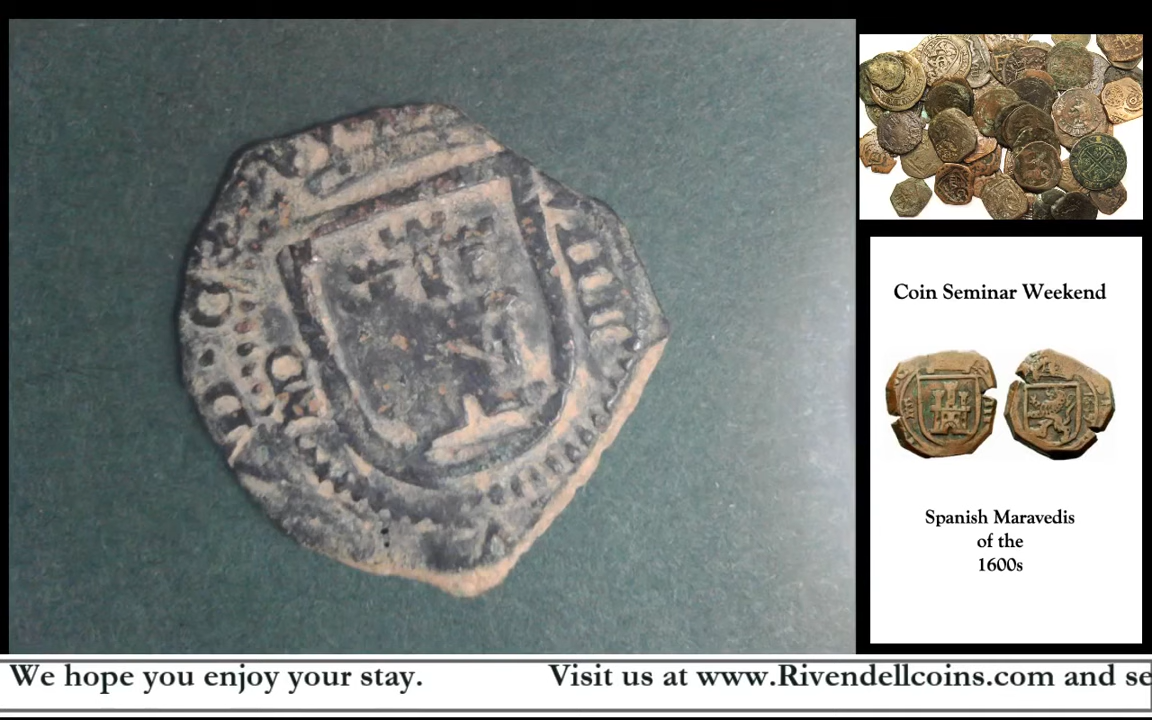 Coin Seminar Weekend
Spanish Maravedis
of the
1600s
We hope you enjoy your stay. Visit us at www.Rivendellcoins.com and se